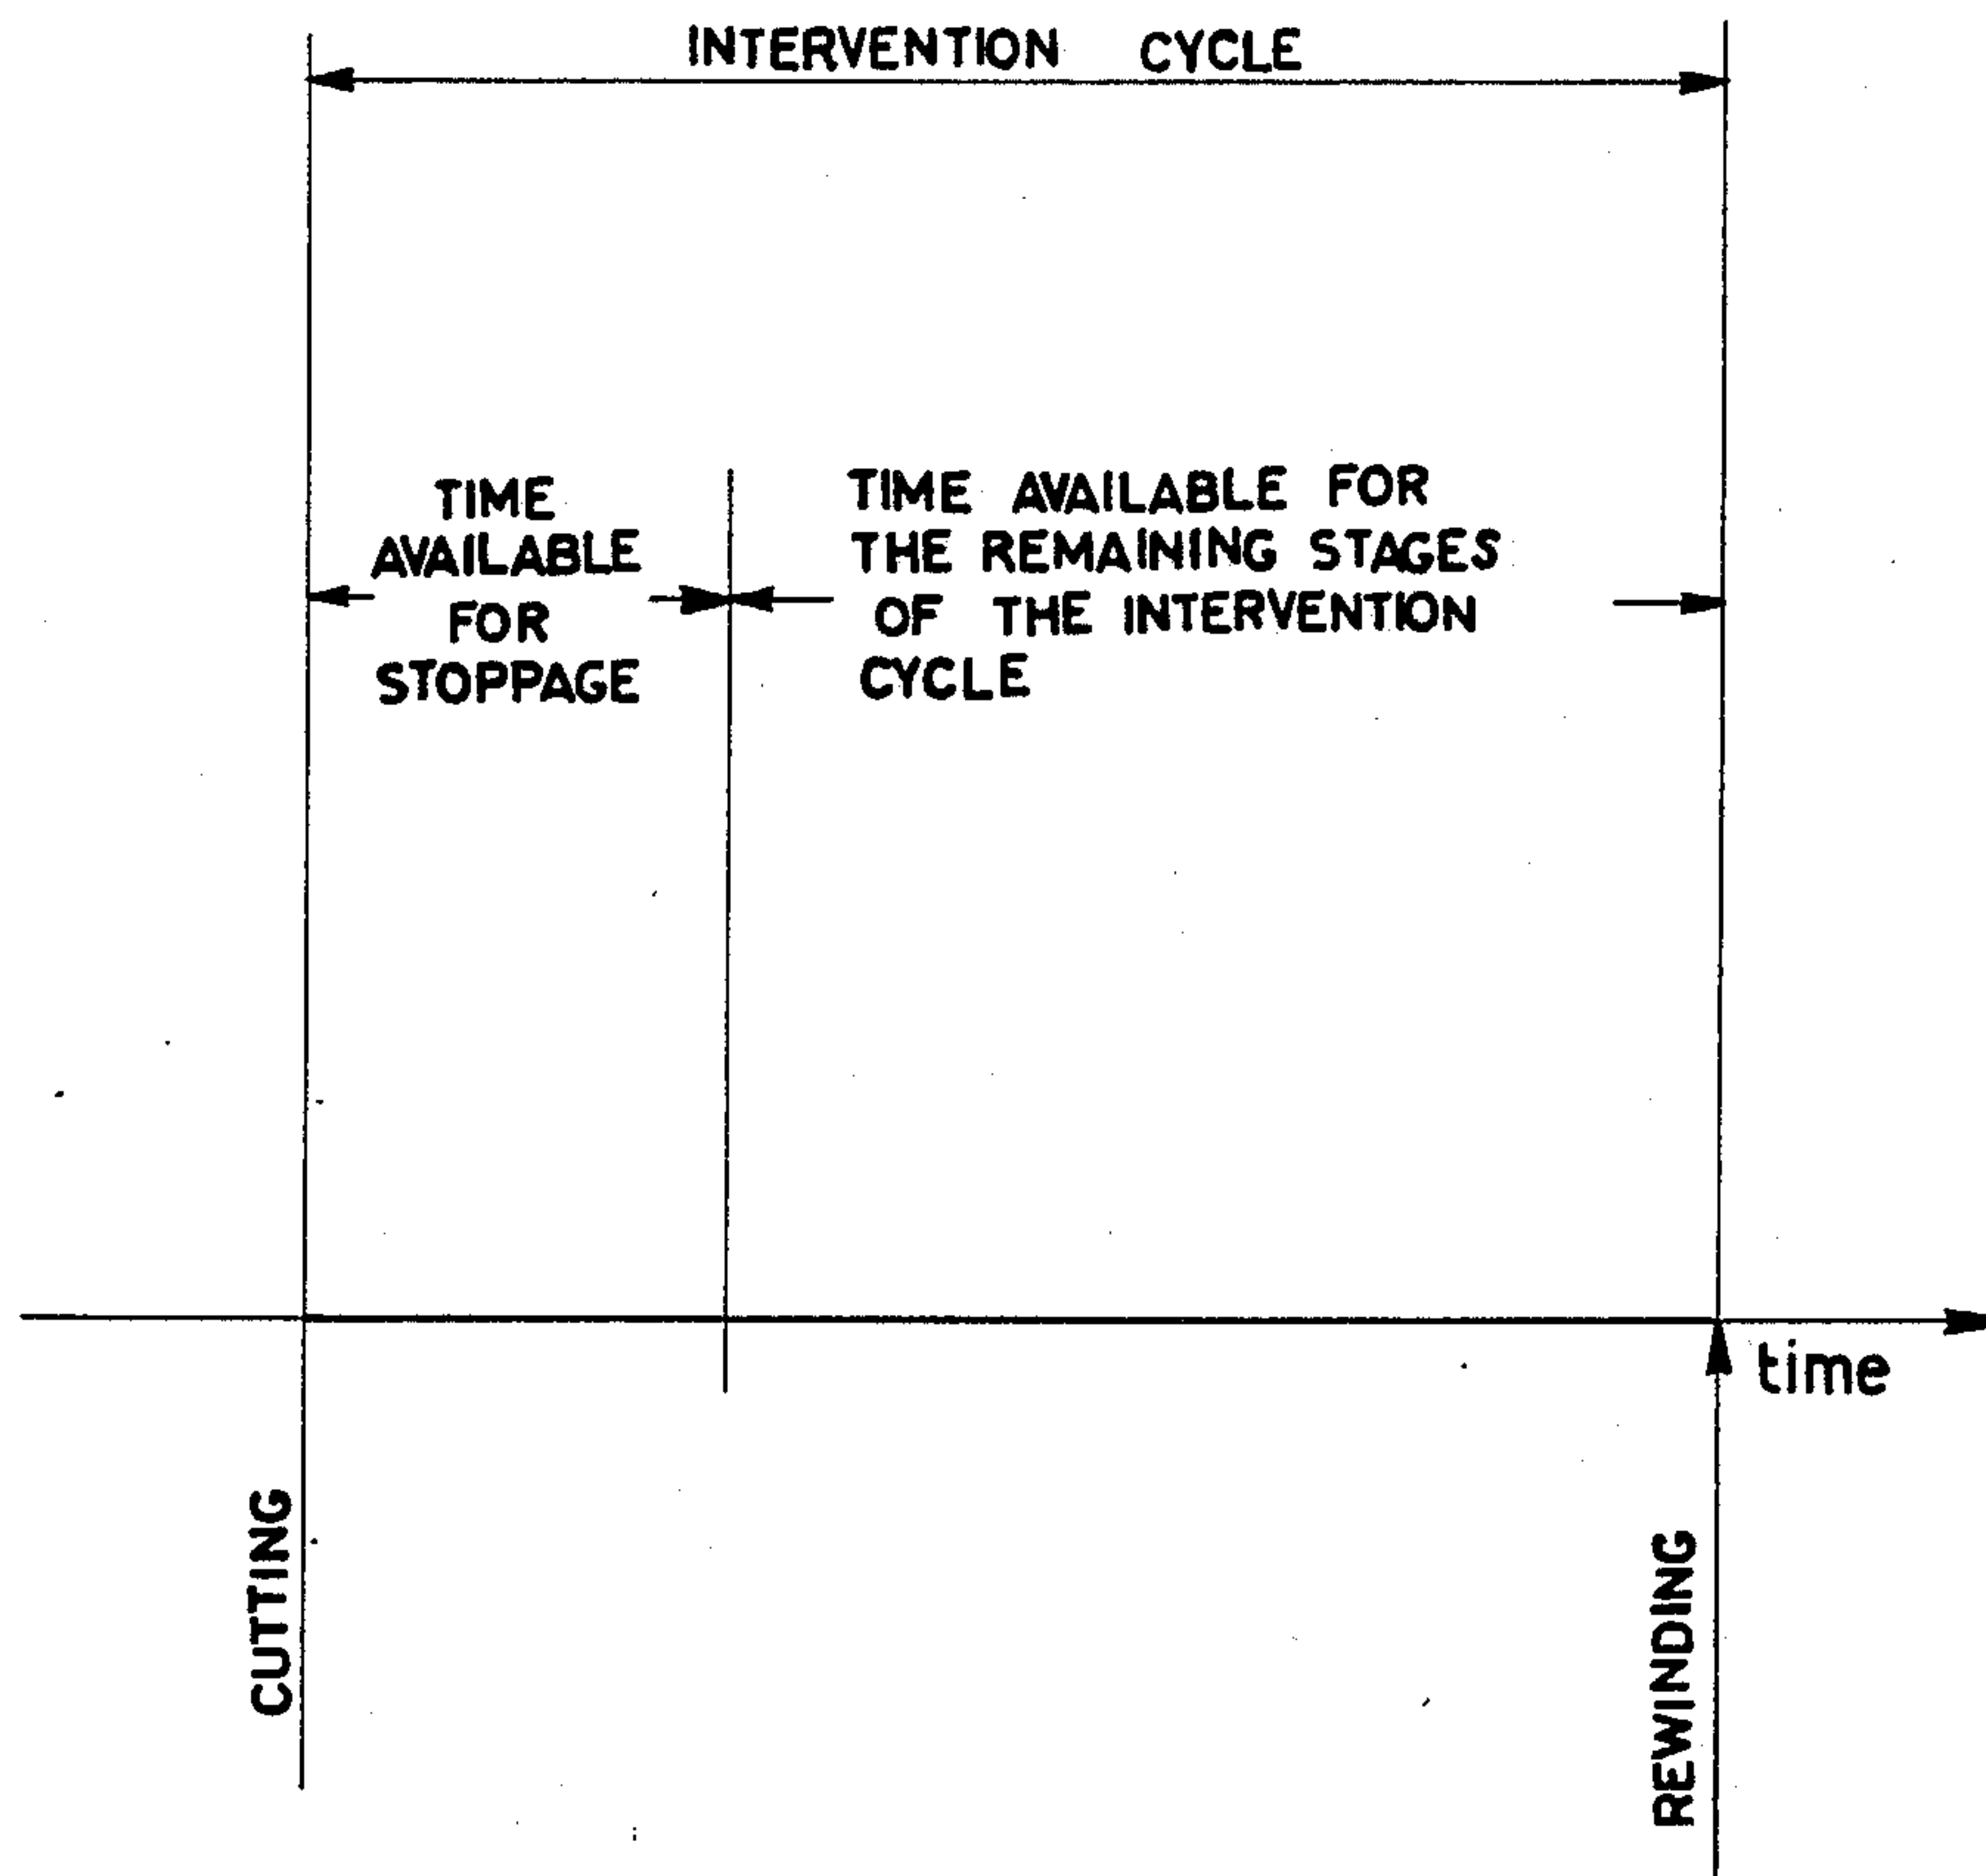 INTERVENTION CYCLE
TIME
AVAILABLE
FOR
STOPPAGE
TIME AVAILABLE FOR
THE REMAINING STAGES
OF THE INTERVENTION
CYCLE
time
CUTTING
REWINDING